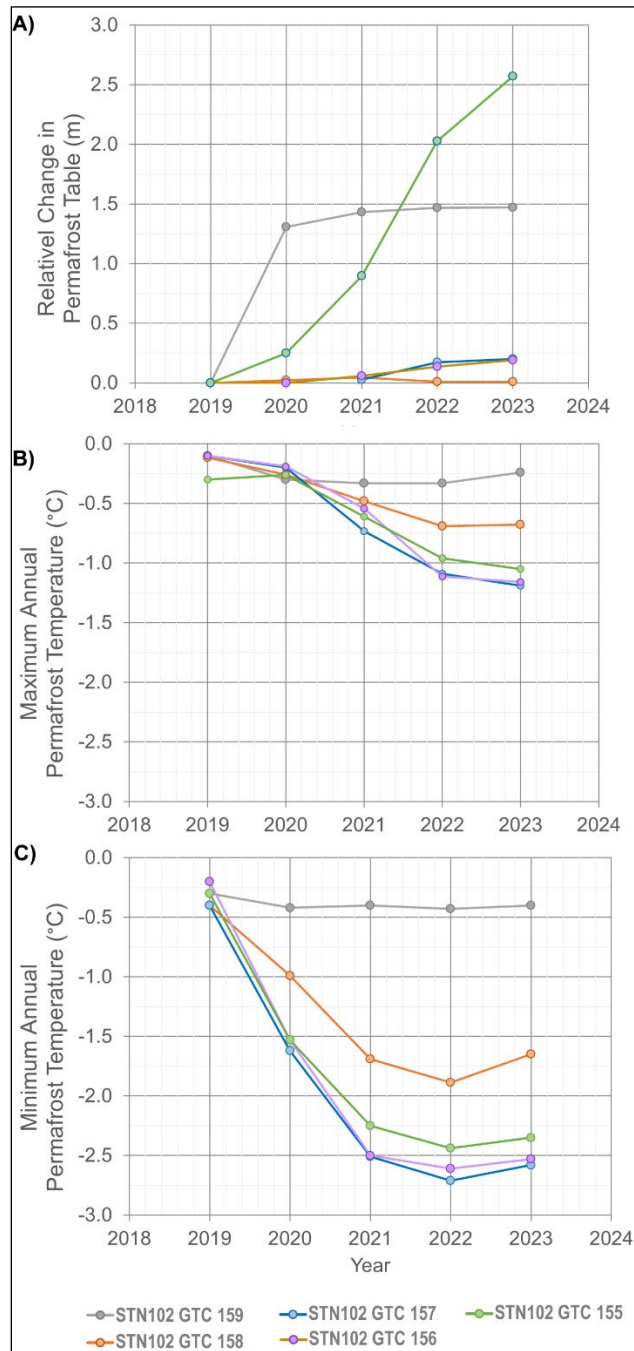 A)
Relativel Change in
Permafrost Table (m)
3.0
2.5
2.0
1.5
1.0
0.5
0.0
2018 2019 2020 2021 2022 2023 2024
B)
Maximum Annual
Permafrost Temperature (°C)
0.0
-0.5
-1.0
-1.5
-2.0
-2.5
-3.0
2018 2019 2020 2021 2022 2023 2024
C)
Minimum Annual
Permafrost Temperature (°C)
0.0
-0.5
-1.0
-1.5
-2.0
-2.5
-3.0
2018 2019 2020 2021 2022 2023 2024
Year
STN102 GTC 159 STN102 GTC 157 STN102 GTC 155
STN102 GTC 158 STN102 GTC 156